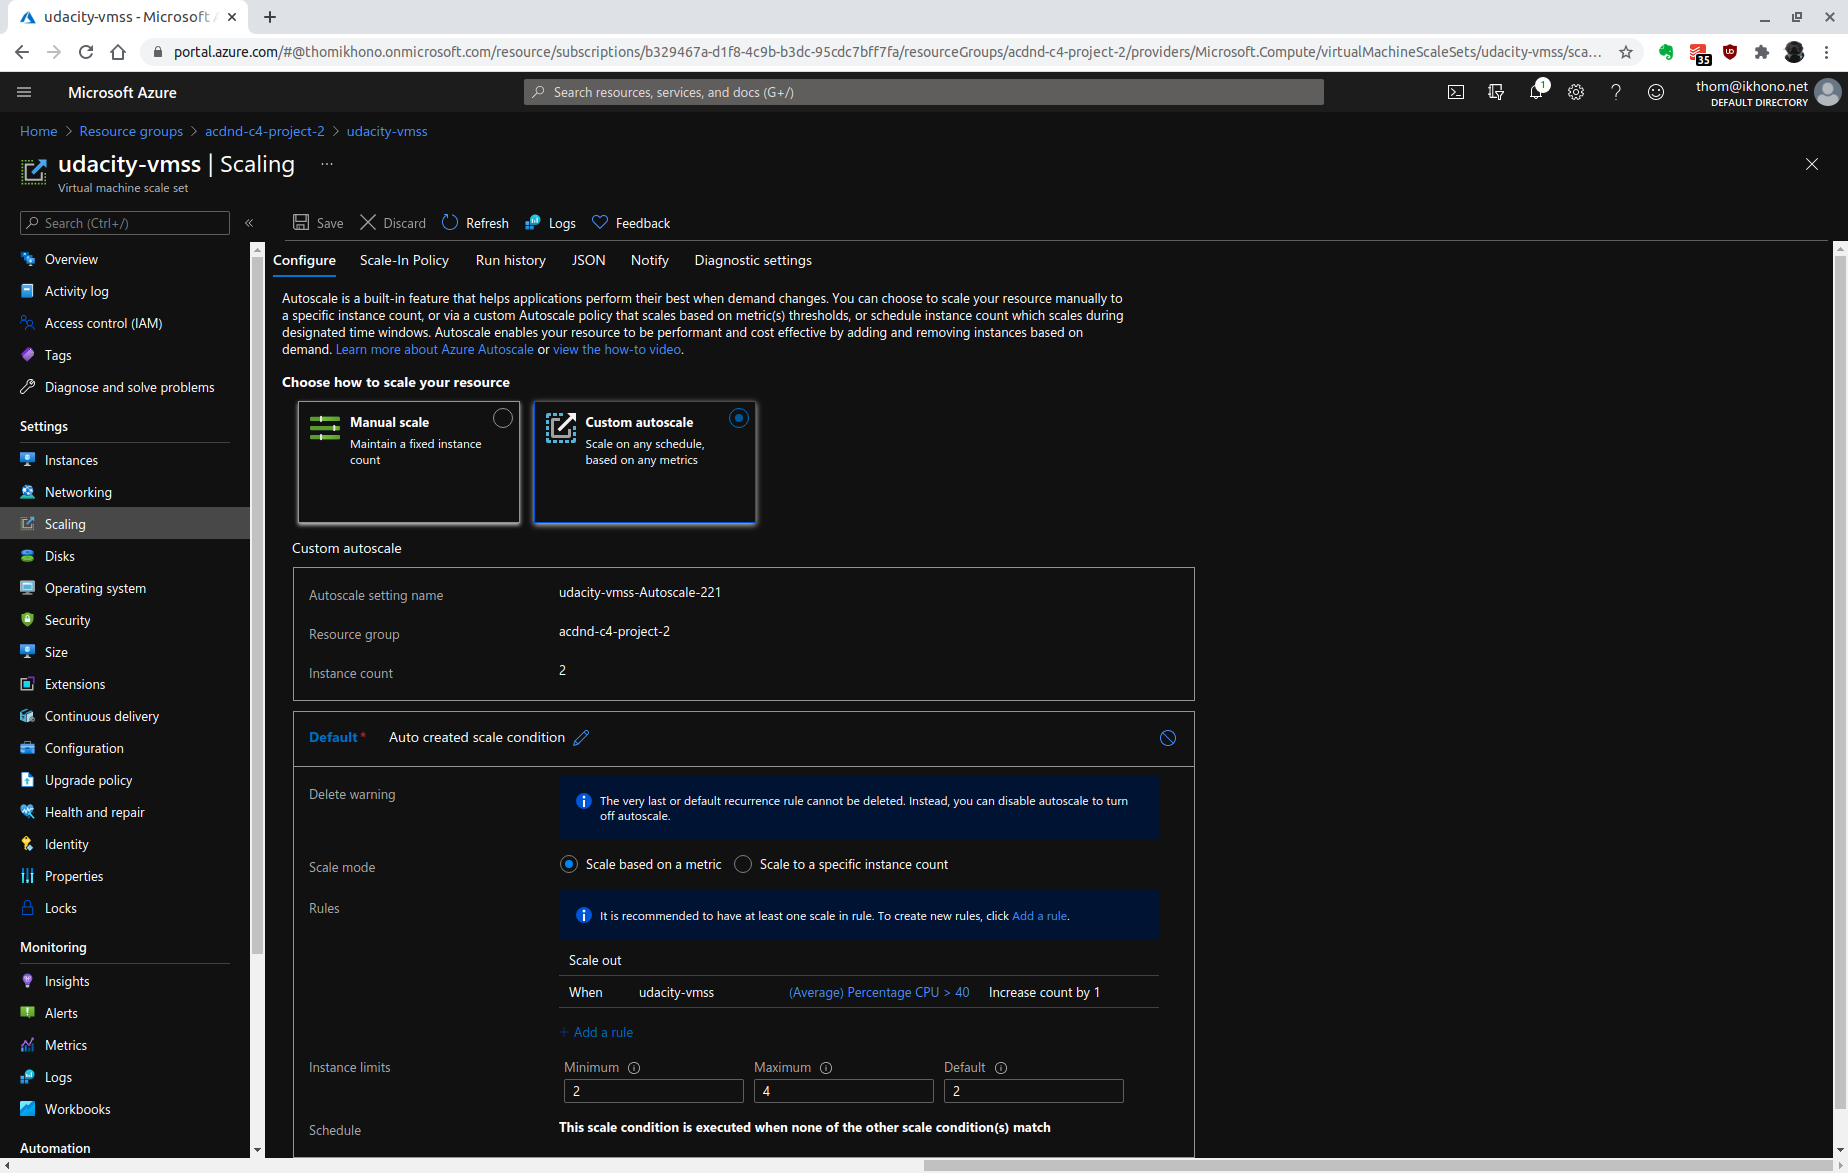 udacity-vmss - Microsoft A
portal.azure.com/#@thomikhono.onmicrosoft.com/resource/subscriptions/b329467a-d1f8-4c9b-b3dc-95cdc7bff7fa/resourceGroups/acdnd-c4-project-2/providers/Microsoft.Compute/virtualMachineScaleSets/udacity-vmss/sca...
35
Microsoft Azure
Search resources, services, and docs (G+/)
1
thom@ikhono.net
DEFAULT DIRECTORY
Home > Resource groups > acdnd-c4-project-2 > udacity-vmss
udacity-vmss | Scaling ...
Virtual machine scale set
Search (Ctrl+/)
«
Save
Discard
Refresh
Logs
Feedback
Overview
Activity log
Access control (IAM)
Tags
Diagnose and solve problems
Settings
Instances
Networking
Scaling
Disks
Operating system
Security
Size
Extensions
Continuous delivery
Configuration
Upgrade policy
Health and repair
Identity
Properties
Locks
Monitoring
Insights
Alerts
Metrics
Logs
Workbooks
Automation
Configure
Scale-In Policy
Run history
JSON
Notify
Diagnostic settings
Autoscale is a built-in feature that helps applications perform their best when demand changes. You can choose to scale your resource manually to
a specific instance count, or via a custom Autoscale policy that scales based on metric(s) thresholds, or schedule instance count which scales during
designated time windows. Autoscale enables your resource to be performant and cost effective by adding and removing instances based on
demand. Learn more about Azure Autoscale or view the how-to video.
Choose how to scale your resource
Manual scale
Maintain a fixed instance
count
Custom autoscale
Scale on any schedule,
based on any metrics
Custom autoscale
Autoscale setting name
udacity-vmss-Autoscale-221
Resource group
acdnd-c4-project-2
Instance count
2
Default*
Auto created scale condition
Delete warning
The very last or default recurrence rule cannot be deleted. Instead, you can disable autoscale to turn
off autoscale.
Scale mode
Scale based on a metric
Scale to a specific instance count
Rules
It is recommended to have at least one scale in rule. To create new rules, click Add a rule.
Scale out
When
udacity-vmss
(Average) Percentage CPU > 40
Increase count by 1
+ Add a rule
Instance limits
Minimum
Maximum
Default
2
4
2
Schedule
This scale condition is executed when none of the other scale condition(s) match